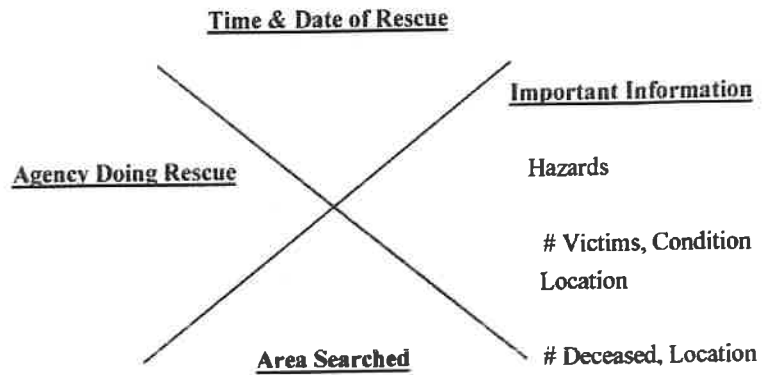 Time & Date of Rescue
Important Information
Agency Doing Rescue
Hazards
# Victims, Condition
Location
Area Searched
# Deceased, Location